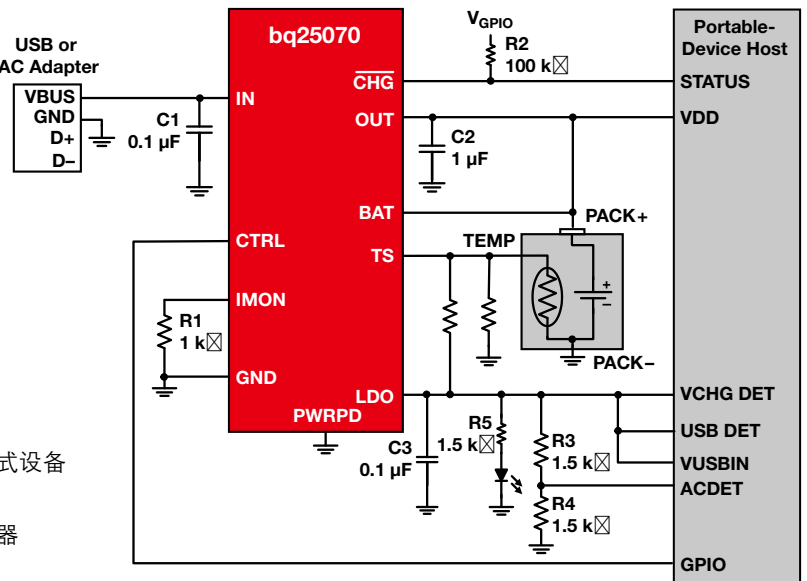 USB or
AC Adapter
VBUS
GND
D+
D–
C1
0.1 µF
bq25070
IN
CTRL
IMON
GND
CHG
OUT
BAT
TS
LDO
PWRPD
R1
1 k
VGPIO
R2
100 k
C2
1 µF
TEMP
PACK+
+
–
PACK–
C3
0.1 µF
R5
1.5 k
R3
1.5 k
R4
1.5 k
Portable-
Device Host
STATUS
VDD
VCHG DET
USB DET
VUSBIN
ACDET
GPIO
式设备
器